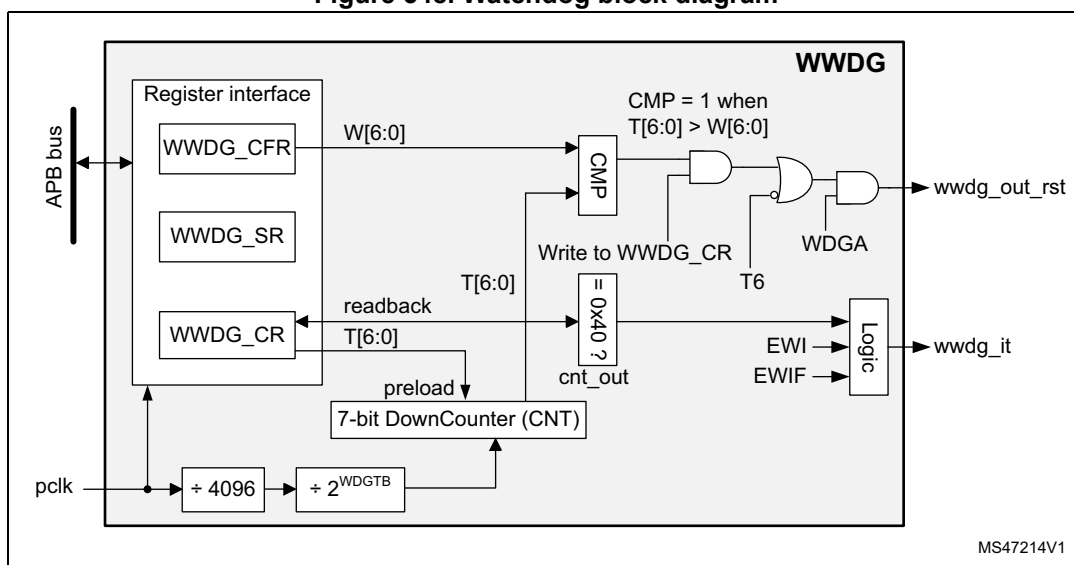 Figure 348. Watchdog block diagram
WWDG
Register interface
CMP = 1 when
T[6:0] > W[6:0]
APB bus
WWDG_CFR
W[6:0]
CMP
wwdg_out_rst
WWDG_SR
Write to WWDG_CR
WDGA
T[6:0]
T6
readback
= 0x40 ?
WWDG_CR
T[6:0]
Logic
EWI
wwdg_it
cnt_out
EWIF
preload
7-bit DownCounter (CNT)
pclk
÷ 4096
÷ 2^WDGTB
MS47214V1